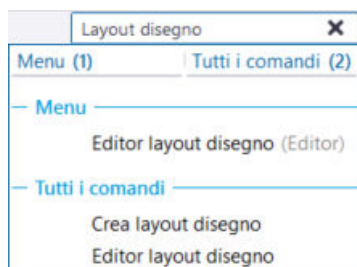 Layout disegno
Menu (1) Tutti i comandi (2)
Menu
Editor layout disegno (Editor)
Tutti i comandi
Crea layout disegno
Editor layout disegno